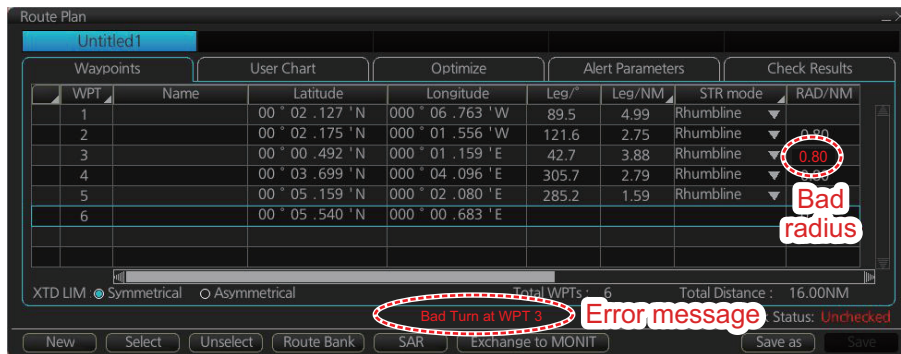 Route Plan
Untitled1
Waypoints User Chart Optimize Alert Parameters Check Results
WPT Name Latitude Longitude Leg/° Leg/NM STR mode RAD/NM
1 00 ° 02 .127 'N 000 ° 06 .763 'W 89.5 4.99 Rhumbline
2 00 ° 02 .175 'N 000 ° 01 .556 'W 121.6 2.75 Rhumbline 0.80
3 00 ° 00 .492 'N 000 ° 01 .159 'E 42.7 3.88 Rhumbline 0.80
4 00 ° 03 .699 'N 000 ° 04 .096 'E 305.7 2.79 Rhumbline 0.80
5 00 ° 05 .159 'N 000 ° 02 .080 'E 285.2 1.59 Rhumbline
6 00 ° 05 .540 'N 000 ° 00 .683 'E
Bad
radius
XTD LIM : Symmetrical Asymmetrical Total WPTs : 6 Total Distance : 16.00NM
Bad Turn at WPT 3 Error message Status: Unchecked
New Select Unselect Route Bank SAR Exchange to MONIT Save as Save